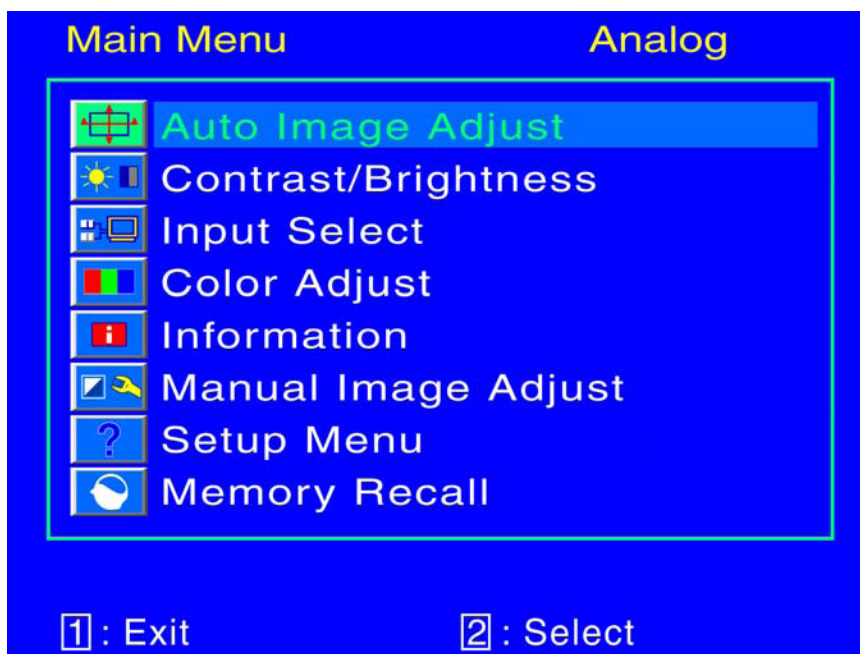 Main Menu Analog
Auto Image Adjust
Contrast/Brightness
Input Select
Color Adjust
i Information
Manual Image Adjust
? Setup Menu
Memory Recall
1 : Exit 2 : Select